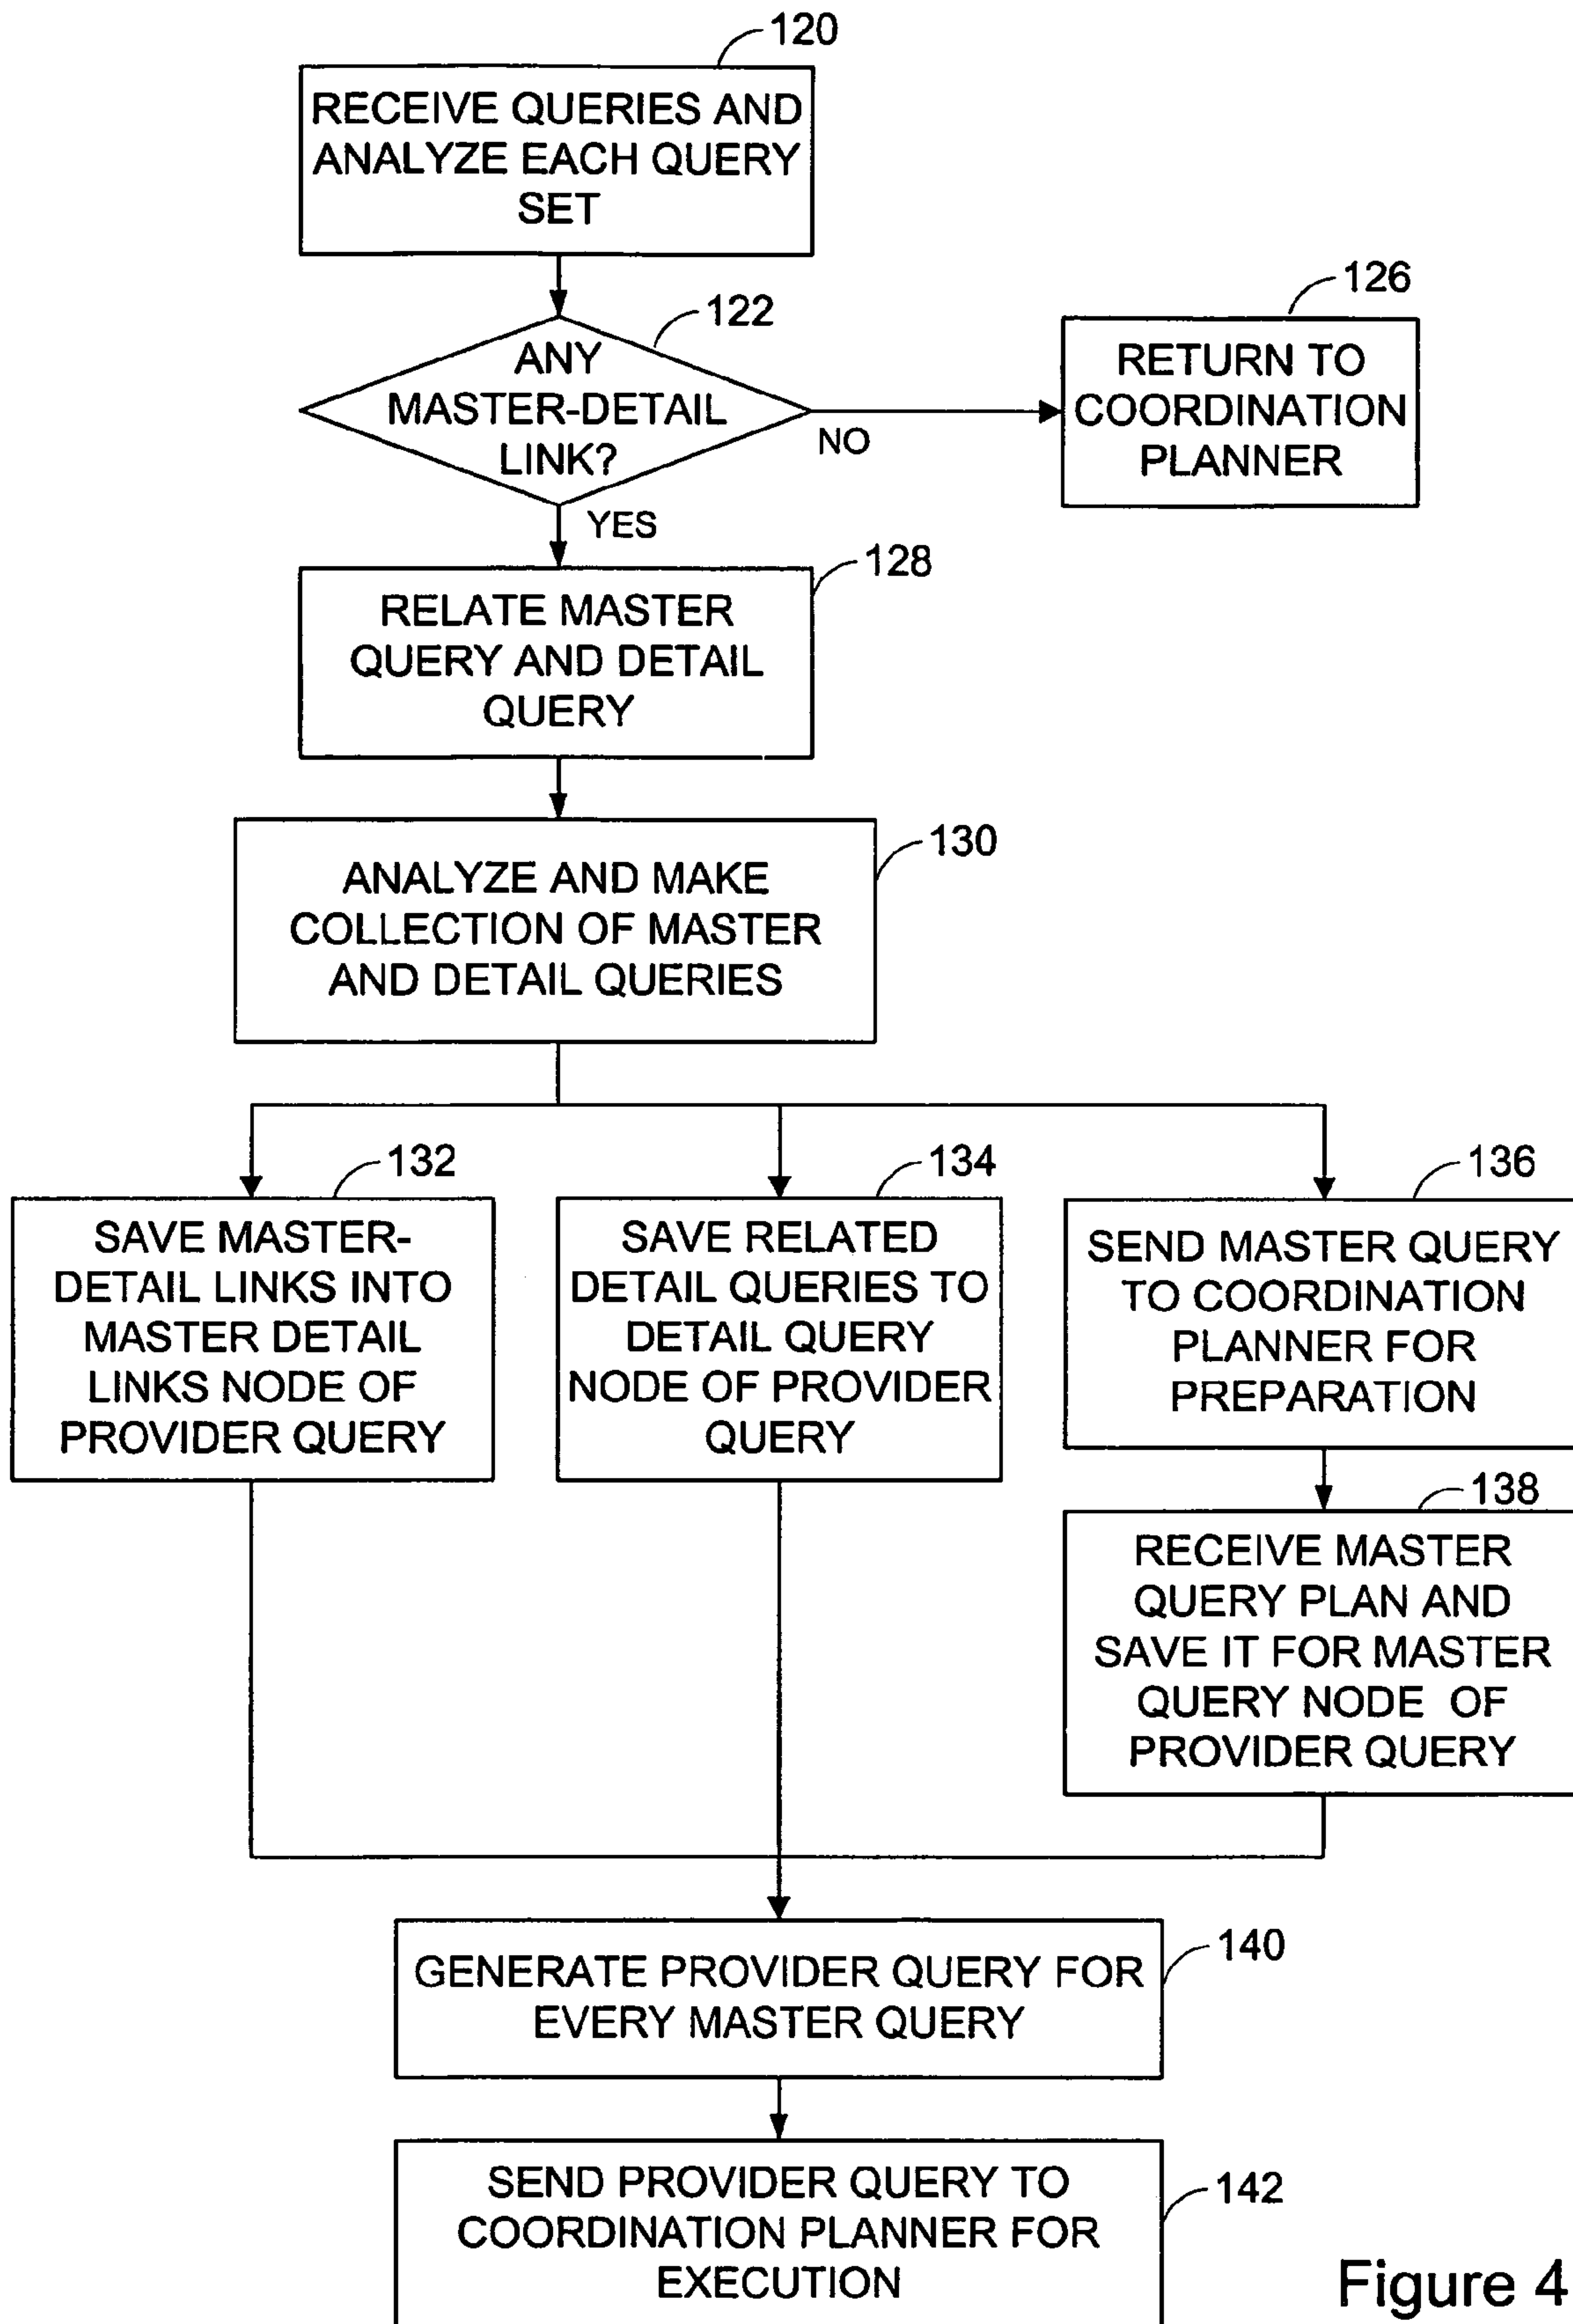 120
RECEIVE QUERIES AND
ANALYZE EACH QUERY
SET
122
ANY
MASTER-DETAIL
LINK?
NO
126
RETURN TO
COORDINATION
PLANNER
YES
128
RELATE MASTER
QUERY AND DETAIL
QUERY
130
ANALYZE AND MAKE
COLLECTION OF MASTER
AND DETAIL QUERIES
132
SAVE MASTER-
DETAIL LINKS INTO
MASTER DETAIL
LINKS NODE OF
PROVIDER QUERY
134
SAVE RELATED
DETAIL QUERIES TO
DETAIL QUERY
NODE OF PROVIDER
QUERY
136
SEND MASTER QUERY
TO COORDINATION
PLANNER FOR
PREPARATION
138
RECEIVE MASTER
QUERY PLAN AND
SAVE IT FOR MASTER
QUERY NODE OF
PROVIDER QUERY
140
GENERATE PROVIDER QUERY FOR
EVERY MASTER QUERY
142
SEND PROVIDER QUERY TO
COORDINATION PLANNER FOR
EXECUTION
Figure 4